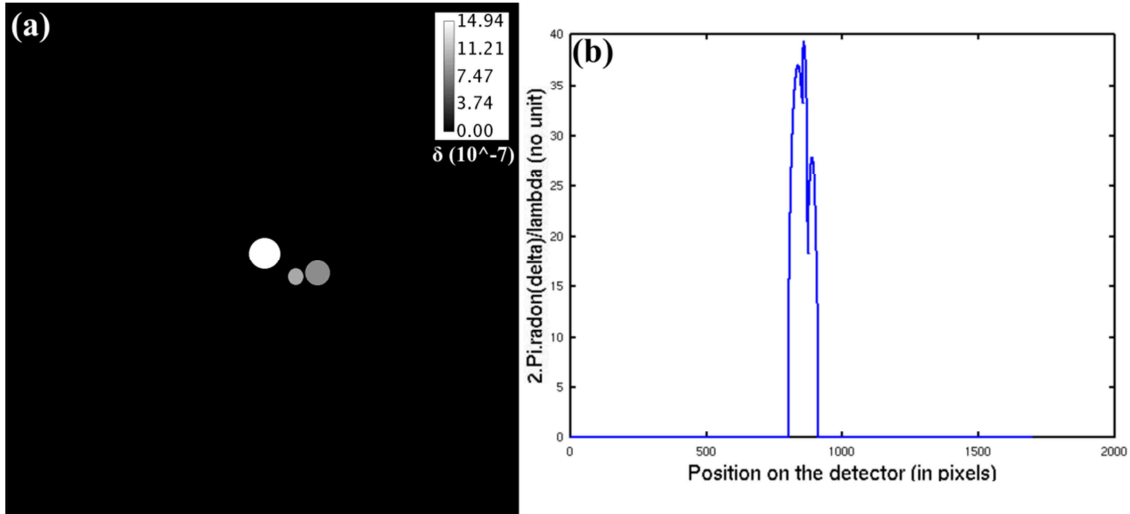 (a)
14.94
11.21
7.47
3.74
0.00
δ (10^-7)
(b)
2.Pi.radon(delta)/lambda (no unit)
40
35
30
25
20
15
10
5
0
0 500 1000 1500 2000
Position on the detector (in pixels)